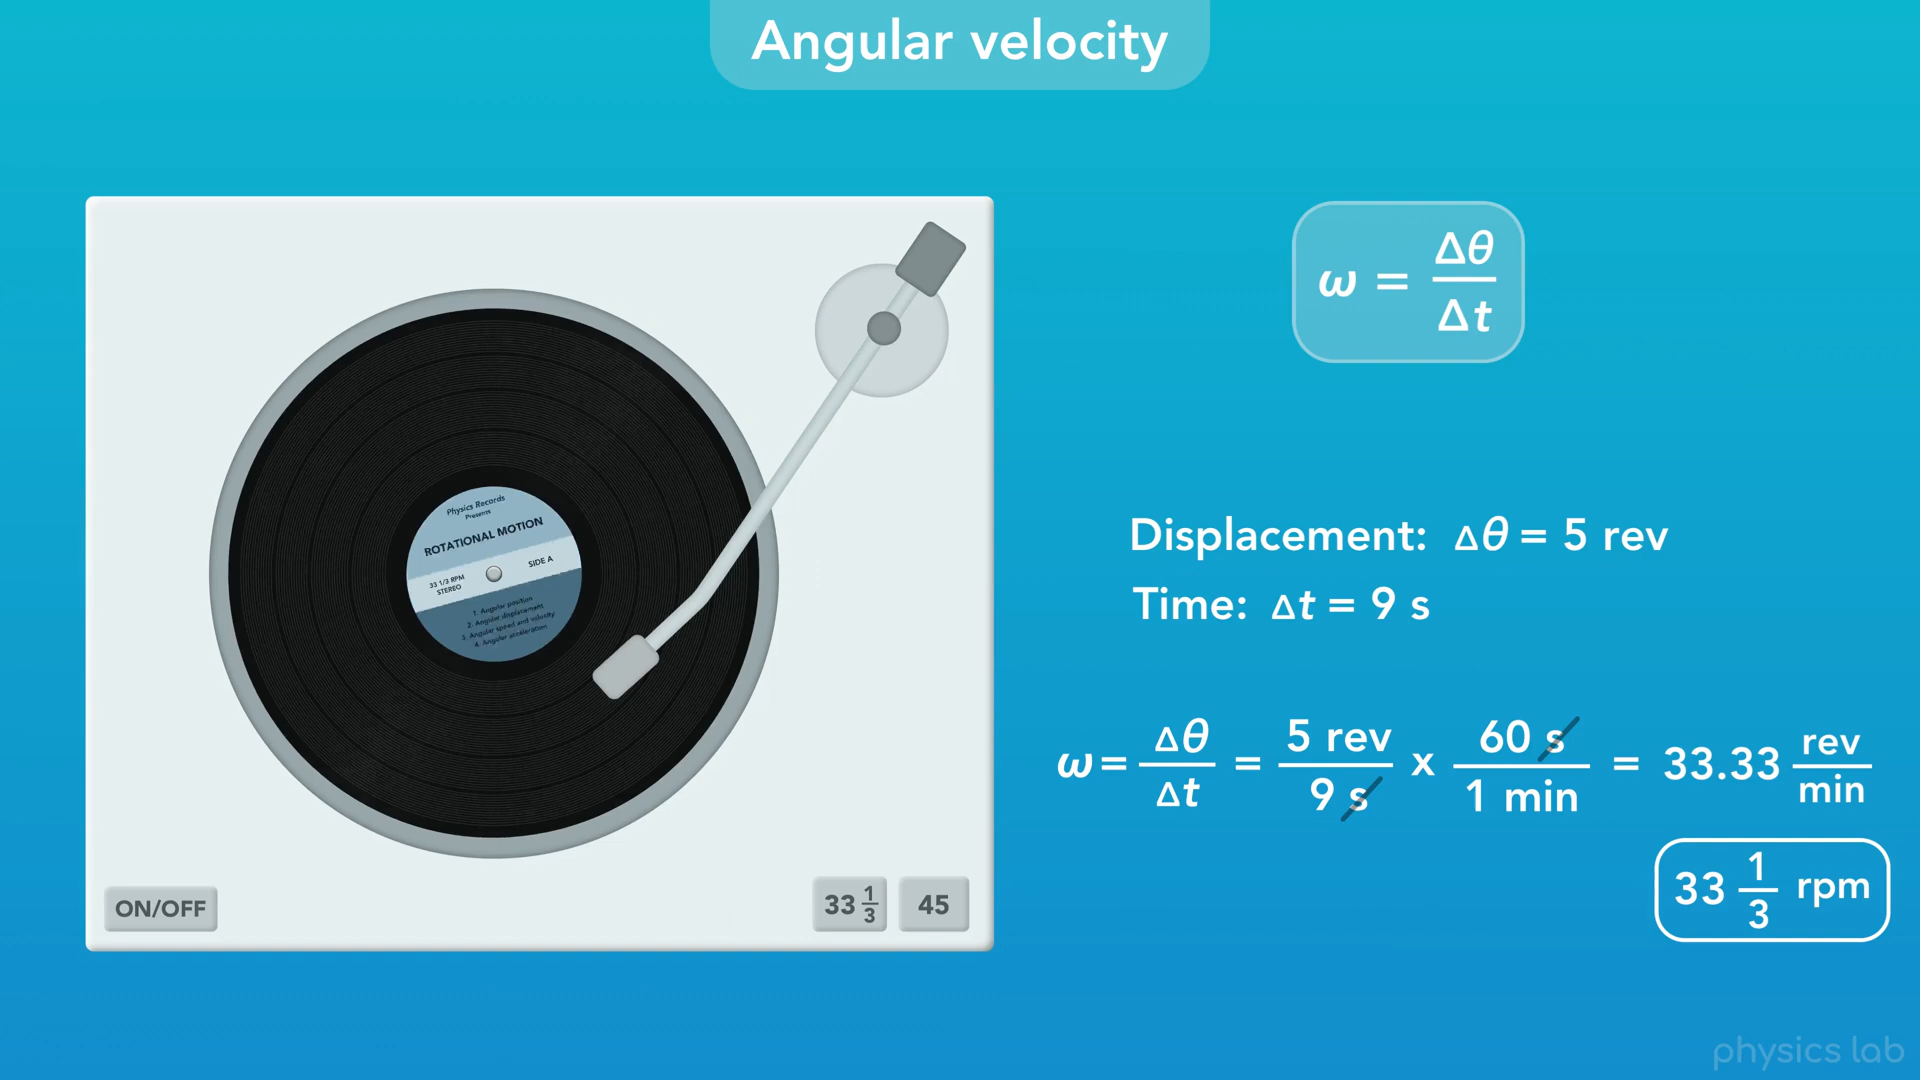 Angular velocity
Physics Records
Presents
ROTATIONAL MOTION
33 1/3 RPM
STEREO
SIDE A
1. Angular position
2. Angular displacement
3. Angular speed and velocity
4. Angular acceleration
ON/OFF
33 1/3
45
ω = Δθ/Δt
Displacement: Δθ = 5 rev
Time: Δt = 9 s
ω = Δθ/Δt = 5 rev/9 s x 60 s/1 min = 33.33 rev/min
33 1/3 rpm
physics lab